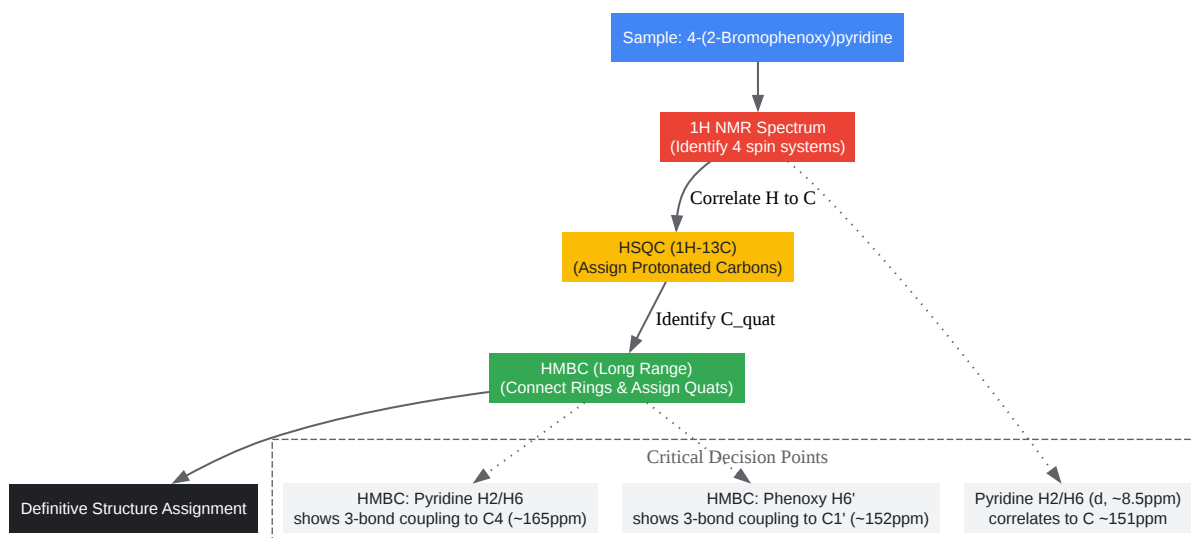 Sample: 4-(2-Bromophenoxy)pyridine
1H NMR Spectrum
(Identify 4 spin systems)
Correlate H to C
HSQC (1H-13C)
(Assign Protonated Carbons)
Identify C_quat
HMBC (Long Range)
(Connect Rings & Assign Quats)
Critical Decision Points
Definitive Structure Assignment
HMBC: Pyridine H2/H6
shows 3-bond coupling to C4 (~165ppm)
HMBC: Phenoxy H6'
shows 3-bond coupling to C1' (~152ppm)
Pyridine H2/H6 (d, ~8.5ppm)
correlates to C ~151ppm